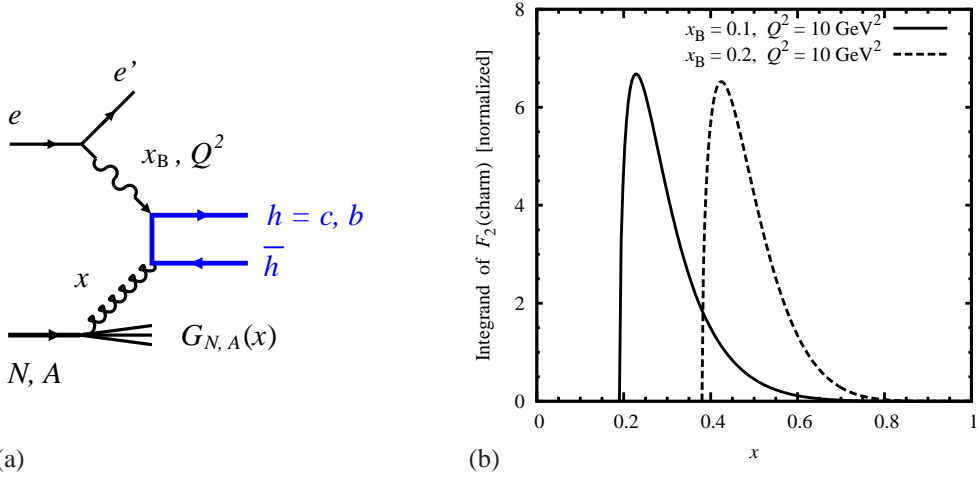 e
e'
x_B , Q^2
h = c, b
h̅
x
G_{N, A}(x)
N, A
(a)
Integrand of F_2(charm) [normalized]
x_B = 0.1, Q^2 = 10 GeV^2
x_B = 0.2, Q^2 = 10 GeV^2
8
6
4
2
0
0 0.2 0.4 0.6 0.8 1
x
(b)